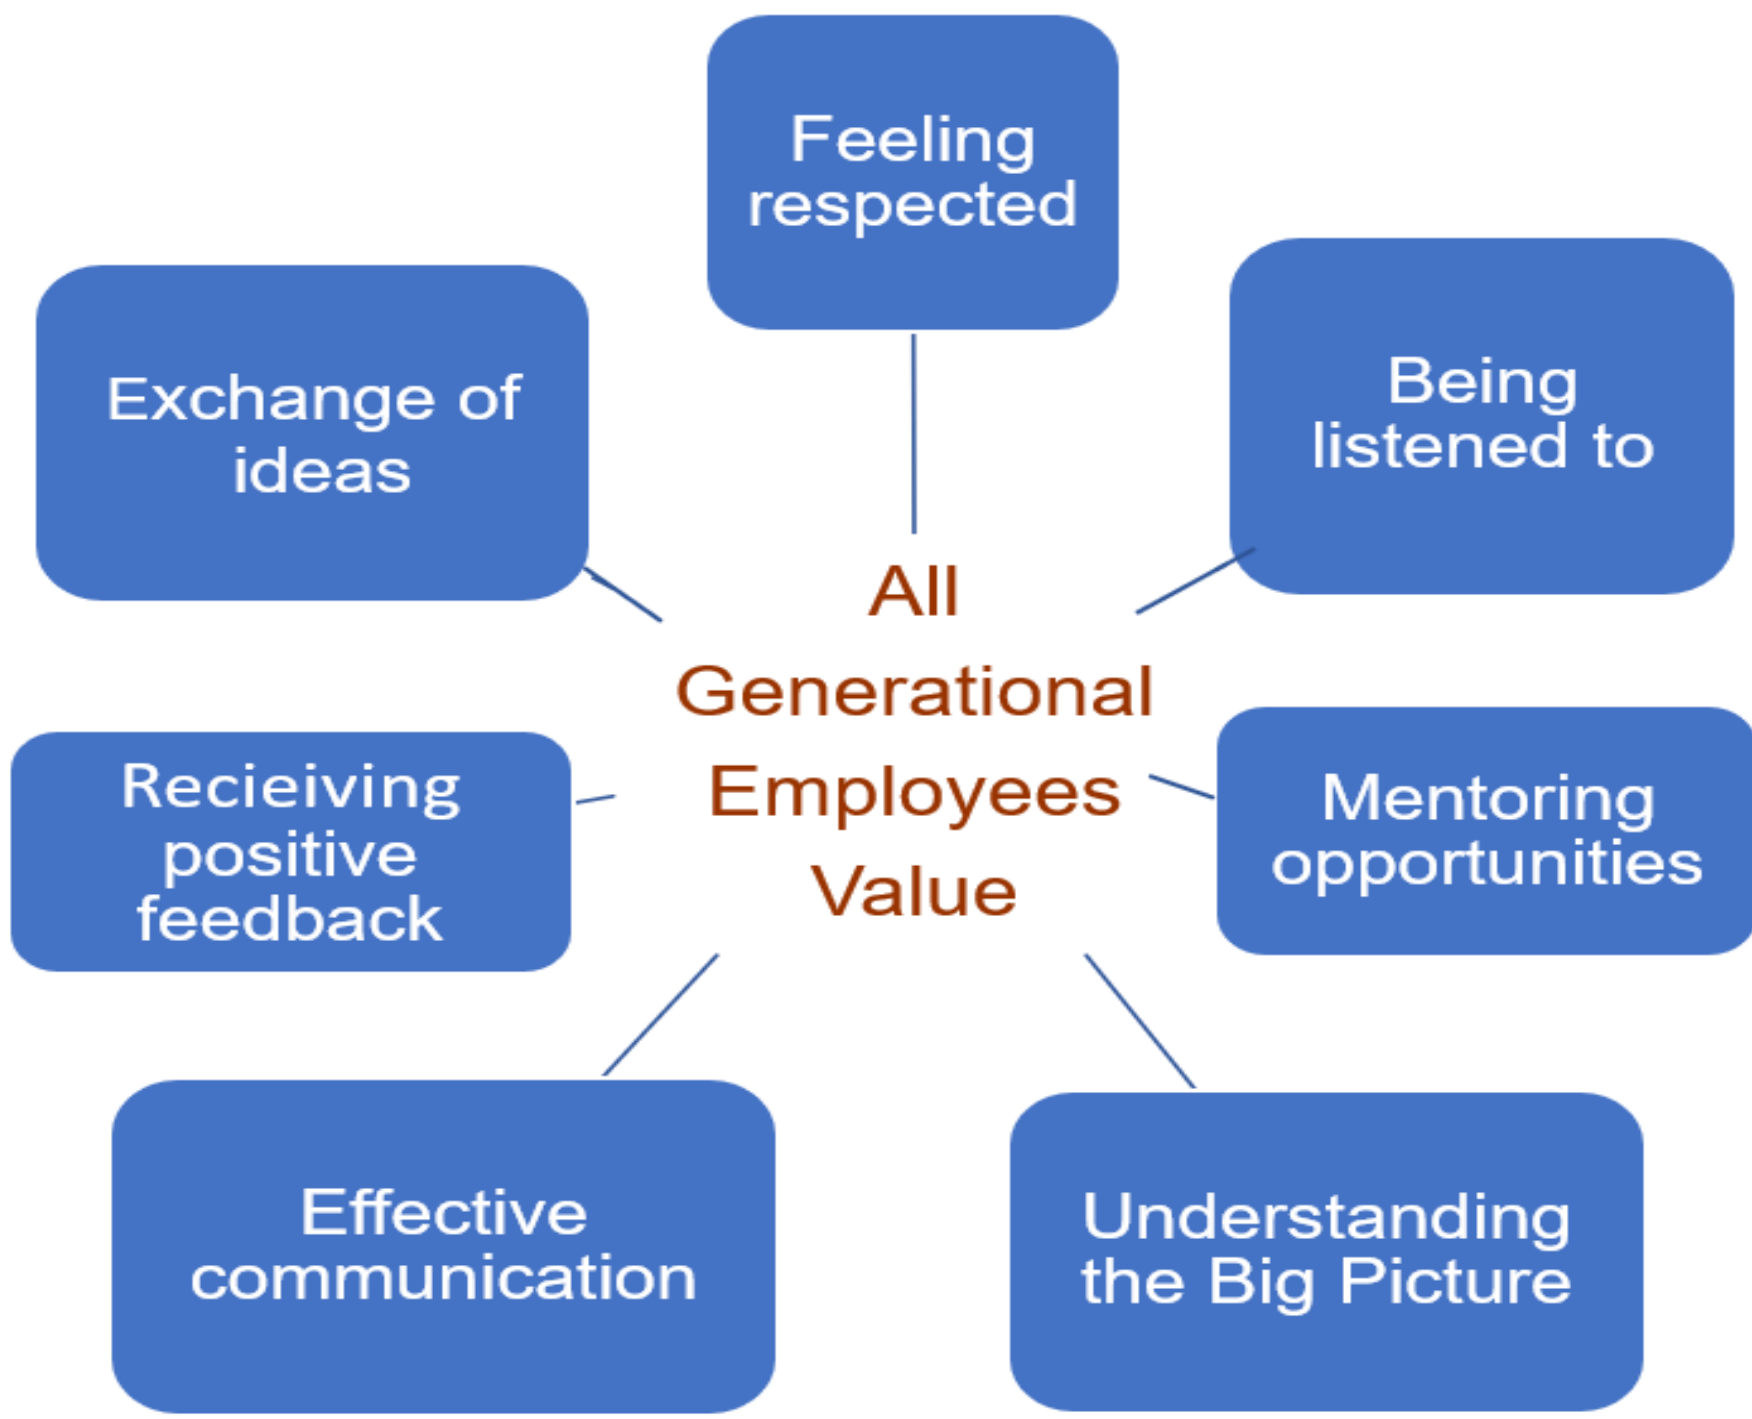 Feeling
respected
Being
listened to
Exchange of
ideas
All
Generational
Employees
Value
Mentoring
opportunities
Recieiving
positive
feedback
Effective
communication
Understanding
the Big Picture